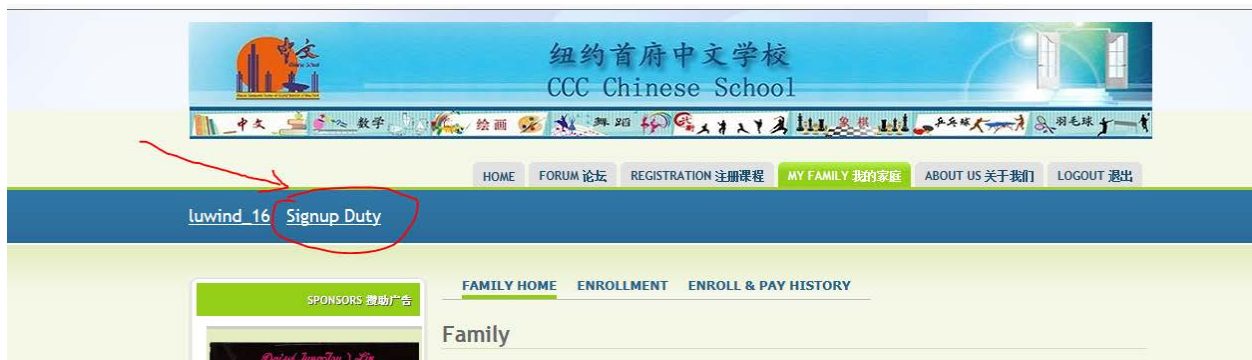 中文
纽约首府中文学校
CCC Chinese School
中文 数学 绘画 舞蹈 象棋 乒乓球 羽毛球
HOME FORUM 论坛 REGISTRATION 注册课程 MY FAMILY 我的家庭 ABOUT US 关于我们 LOGOUT 退出
luwind_16 Signup Duty
SPONSORS 赞助广告
FAMILY HOME ENROLLMENT ENROLL & PAY HISTORY
Family